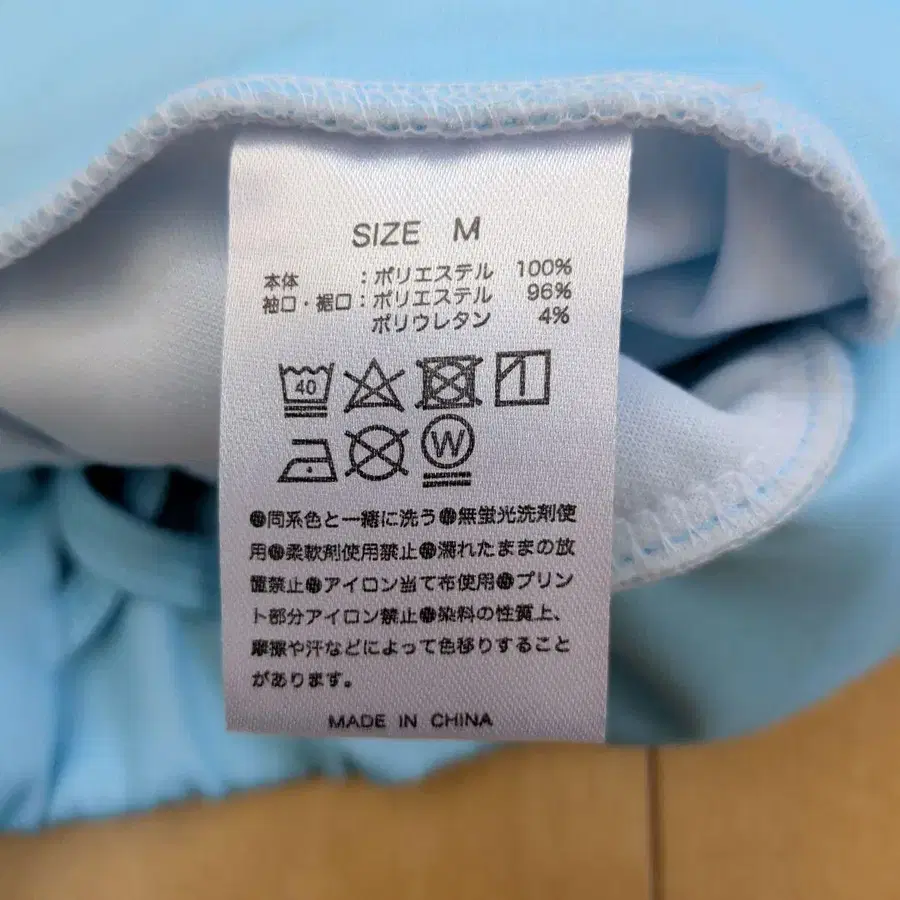 SIZE M
本体 :ポリエステル 100%
袖口・裾口:ポリエステル 96%
ポリウレタン 4%
40
W
●同系色と一緒に洗う●無蛍光洗剤使
用●柔軟剤使用禁止●濡れたままの放
置禁止●アイロン当て布使用●プリン
ト部分アイロン禁止●染料の性質上、
摩擦や汗などによって色移りすること
があります。
MADE IN CHINA